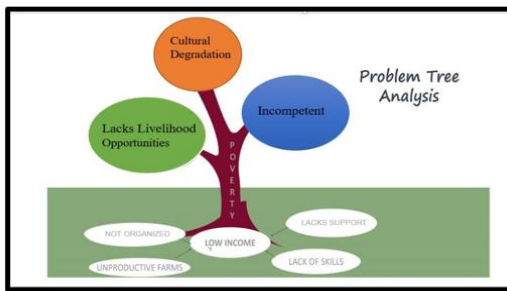 Cultural
Degradation
Problem Tree
Analysis
Incompetent
Lacks Livelihood
Opportunities
POVERTY
NOT ORGANIZED
LACKS SUPPORT
LOW INCOME
UNPRODUCTIVE FARMS
LACK OF SKILLS